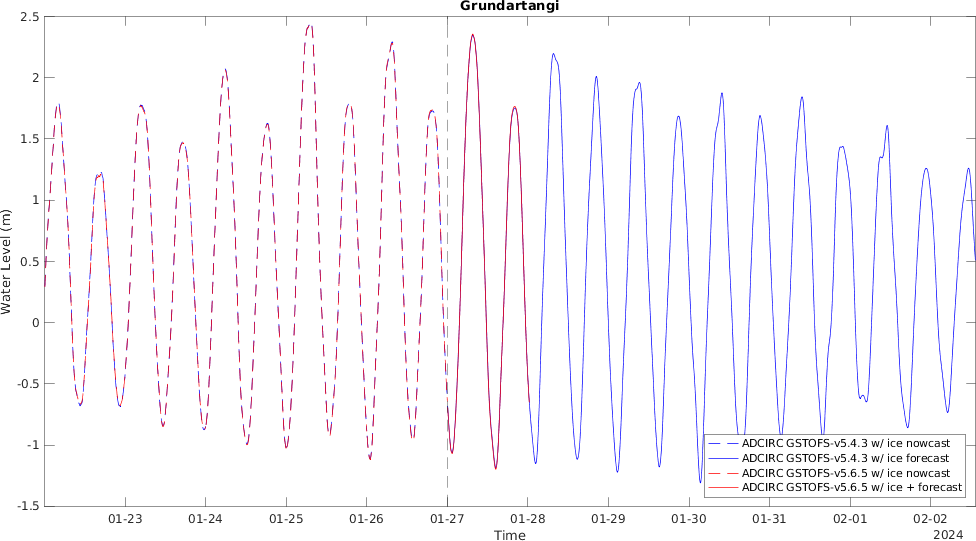 Grundartangi
2.5
2
1.5
1
0.5
0
-0.5
-1
-1.5
Water Level (m)
ADCIRC GSTOFS-v5.4.3 w/ ice nowcast
ADCIRC GSTOFS-v5.4.3 w/ ice forecast
ADCIRC GSTOFS-v5.6.5 w/ ice nowcast
ADCIRC GSTOFS-v5.6.5 w/ ice + forecast
01-23 01-24 01-25 01-26 01-27 01-28 01-29 01-30 01-31 02-01 02-02
Time 2024